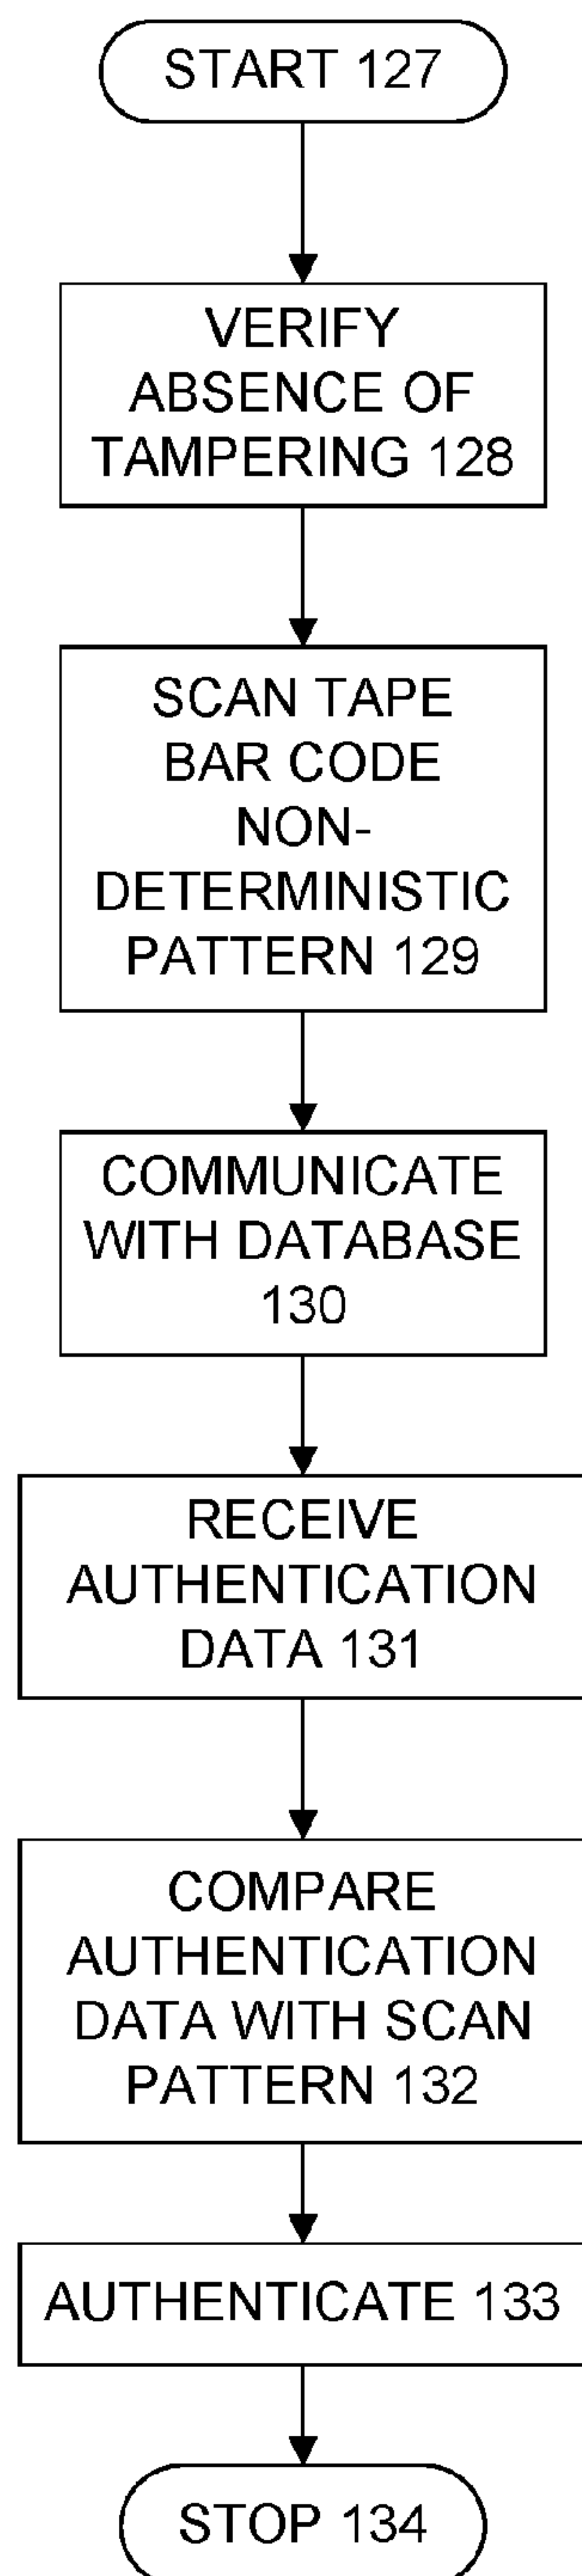 START 127
VERIFY
ABSENCE OF
TAMPERING 128
SCAN TAPE
BAR CODE
NON-
DETERMINISTIC
PATTERN 129
COMMUNICATE
WITH DATABASE
130
RECEIVE
AUTHENTICATION
DATA 131
COMPARE
AUTHENTICATION
DATA WITH SCAN
PATTERN 132
AUTHENTICATE 133
STOP 134